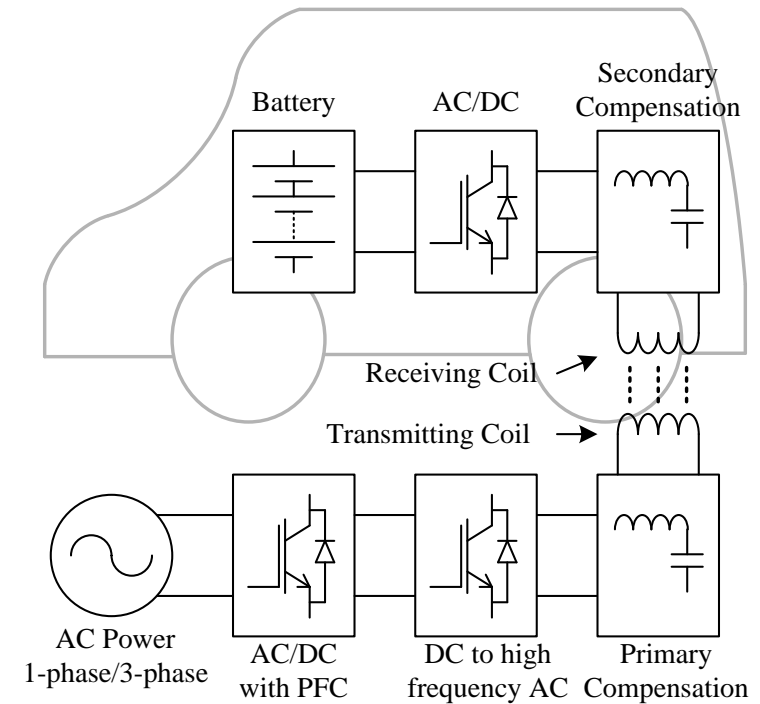 Secondary
Battery
AC/DC
Compensation
Receiving Coil
Transmitting Coil
AC Power
1-phase/3-phase
AC/DC
with PFC
DC to high
frequency AC
Primary
Compensation